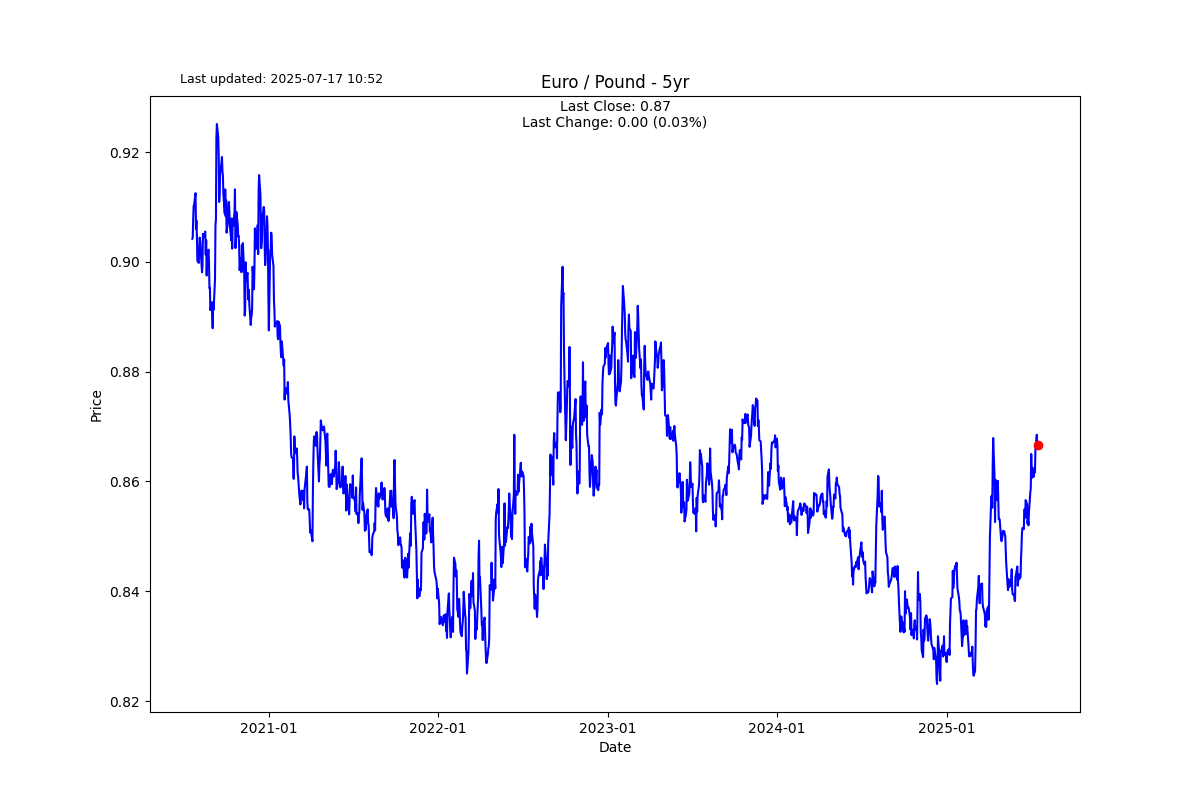 Last updated: 2025-07-17 10:52
Euro / Pound - 5yr
Last Close: 0.87
Last Change: 0.00 (0.03%)
0.92
0.90
0.88
0.86
0.84
0.82
Price
2021-01
2022-01
2023-01
2024-01
2025-01
Date